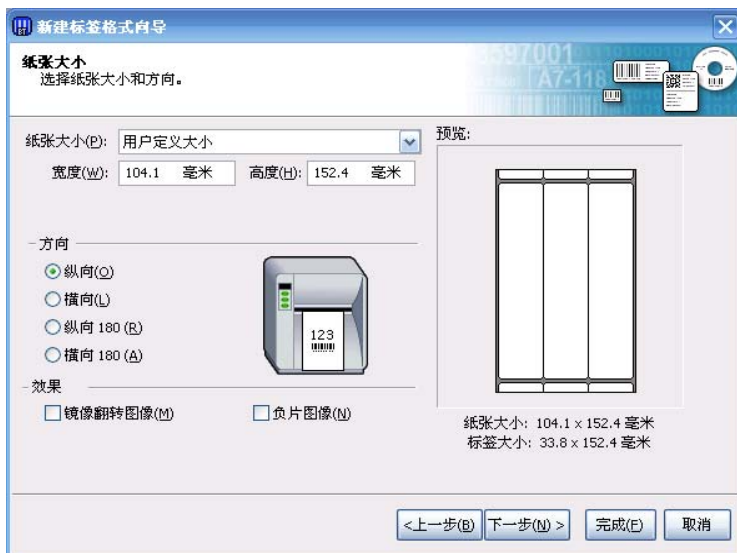 新建标签格式向导
纸张大小
选择纸张大小和方向。
A7-118
纸张大小(P): 用户定义大小
宽度(W): 104.1 毫米 高度(H): 152.4 毫米
预览:
方向
纵向(O)
横向(L)
纵向 180 (R)
横向 180 (A)
123
效果
镜像翻转图像(M)
负片图像(N)
纸张大小: 104.1 x 152.4 毫米
标签大小: 33.8 x 152.4 毫米
<上一步(B) 下一步(N) > 完成(F) 取消